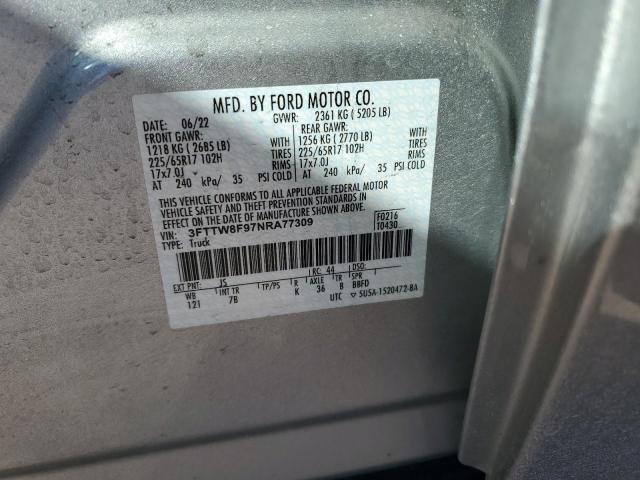 MFD. BY FORD MOTOR CO.
DATE: 06/22 GVWR: 2361 KG ( 5205 LB)
FRONT GAWR: REAR GAWR:
1218 KG ( 2685 LB) WITH 1256 KG ( 2770 LB) WITH
225/65R17 102H TIRES 225/65R17 102H TIRES
17x7.0J RIMS 17x7.0J RIMS
AT 240 kPa/ 35 PSI COLD AT 240 kPa/ 35 PSI COLD
THIS VEHICLE CONFORMS TO ALL APPLICABLE FEDERAL MOTOR
VEHICLE SAFETY AND THEFT PREVENTION STANDARDS IN
EFFECT ON THE DATE OF MANUFACTURE SHOWN ABOVE.
VIN: 3FTTW8F97NRA77309 F0216
TYPE: Truck T0430
EXT PNT: JS RC: 44 DSO:
WB INT TR TP/PS R AXLE TR SPR
121 7B K 36 B BBFD
UTC ▽ 5U5A-1520472-BA